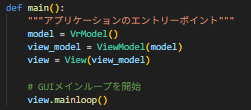 def main():
    """アプリケーションのエントリーポイント"""
    model = VrModel()
    view_model = ViewModel(model)
    view = View(view_model)

    # GUIメインループを開始
    view.mainloop()